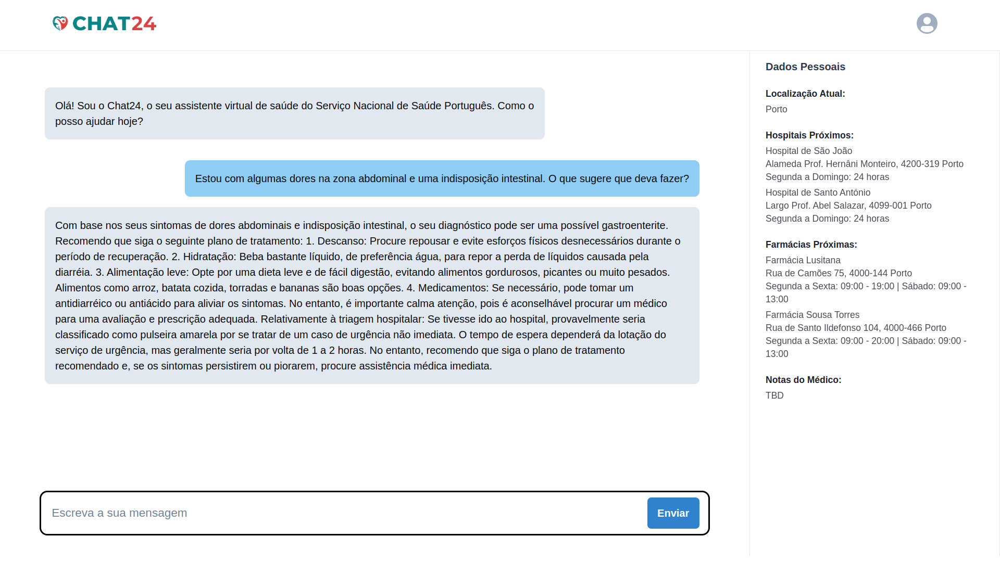 CHAT24
Olá! Sou o Chat24, o seu assistente virtual de saúde do Serviço Nacional de Saúde Português. Como o
posso ajudar hoje?
Estou com algumas dores na zona abdominal e uma indisposição intestinal. O que sugere que deva fazer?
Com base nos seus sintomas de dores abdominais e indisposição intestinal, o seu diagnóstico pode ser uma possível gastroenterite.
Recomendo que siga o seguinte plano de tratamento: 1. Descanso: Procure repousar e evite esforços físicos desnecessários durante o
período de recuperação. 2. Hidratação: Beba bastante líquido, de preferência água, para repor a perda de líquidos causada pela
diarréia. 3. Alimentação leve: Opte por uma dieta leve e de fácil digestão, evitando alimentos gordurosos, picantes ou muito pesados.
Alimentos como arroz, batata cozida, torradas e bananas são boas opções. 4. Medicamentos: Se necessário, pode tomar um
antidiarréico ou antiácido para aliviar os sintomas. No entanto, é importante calma atenção, pois é aconselhável procurar um médico
para uma avaliação e prescrição adequada. Relativamente à triagem hospitalar: Se tivesse ido ao hospital, provavelmente seria
classificado como pulseira amarela por se tratar de um caso de urgência não imediata. O tempo de espera dependerá da lotação do
serviço de urgência, mas geralmente seria por volta de 1 a 2 horas. No entanto, recomendo que siga o plano de tratamento
recomendado e, se os sintomas persistirem ou piorarem, procure assistência médica imediata.
Escreva a sua mensagem
Enviar
Dados Pessoais
Localização Atual:
Porto
Hospitais Próximos:
Hospital de São João
Alameda Prof. Hernâni Monteiro, 4200-319 Porto
Segunda a Domingo: 24 horas
Hospital de Santo António
Largo Prof. Abel Salazar, 4099-001 Porto
Segunda a Domingo: 24 horas
Farmácias Próximas:
Farmácia Lusitana
Rua de Camões 75, 4000-144 Porto
Segunda a Sexta: 09:00 - 19:00 | Sábado: 09:00 -
13:00
Farmácia Sousa Torres
Rua de Santo Ildefonso 104, 4000-466 Porto
Segunda a Sexta: 09:00 - 20:00 | Sábado: 09:00 -
13:00
Notas do Médico:
TBD